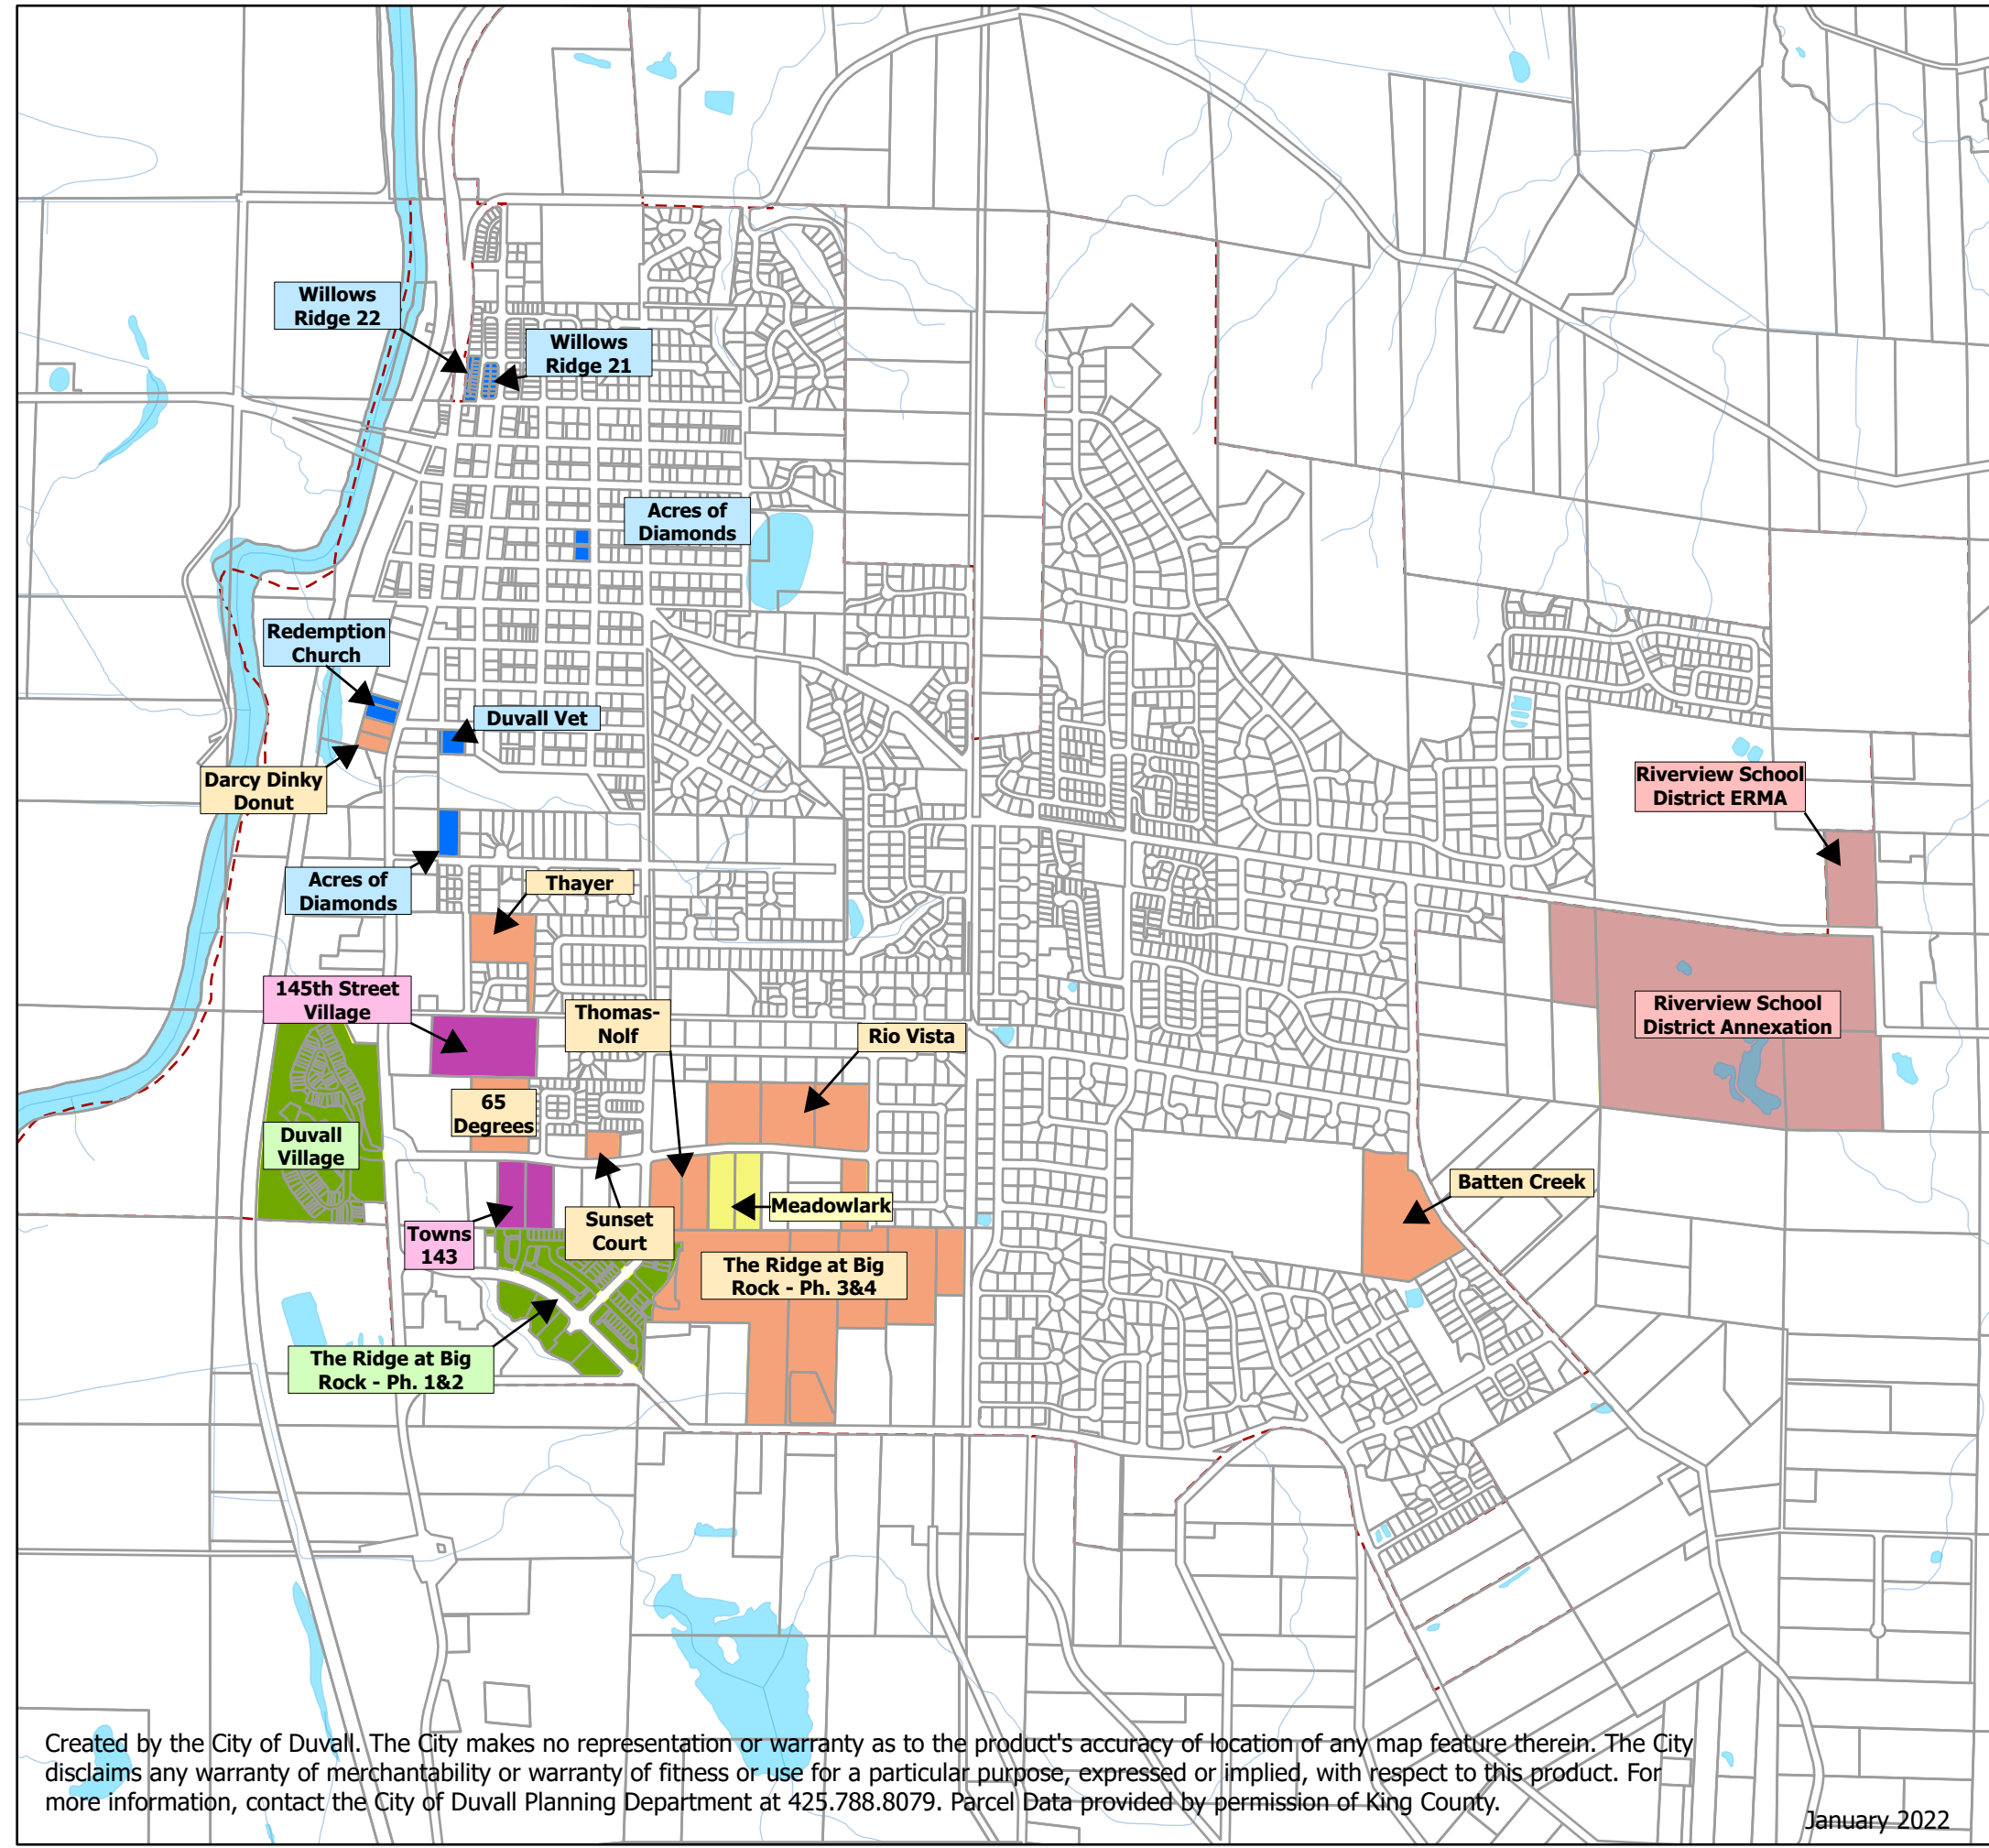 Willows
Ridge 22
Willows
Ridge 21
Acres of
Diamonds
Redemption
Church
Duvall Vet
Darcy Dinky
Donut
Riverview School
District ERMA
Acres of
Diamonds
Thayer
145th Street
Village
Thomas-
Nolf
Rio Vista
Riverview School
District Annexation
65
Degrees
Duvall
Village
Batten Creek
Meadowlark
Sunset
Court
Towns
143
The Ridge at Big
Rock - Ph. 3&4
The Ridge at Big
Rock - Ph. 1&2
Created by the City of Duvall. The City makes no representation or warranty as to the product's accuracy of location of any map feature therein. The City
disclaims any warranty of merchantability or warranty of fitness or use for a particular purpose, expressed or implied, with respect to this product. For
more information, contact the City of Duvall Planning Department at 425.788.8079. Parcel Data provided by permission of King County.
January 2022